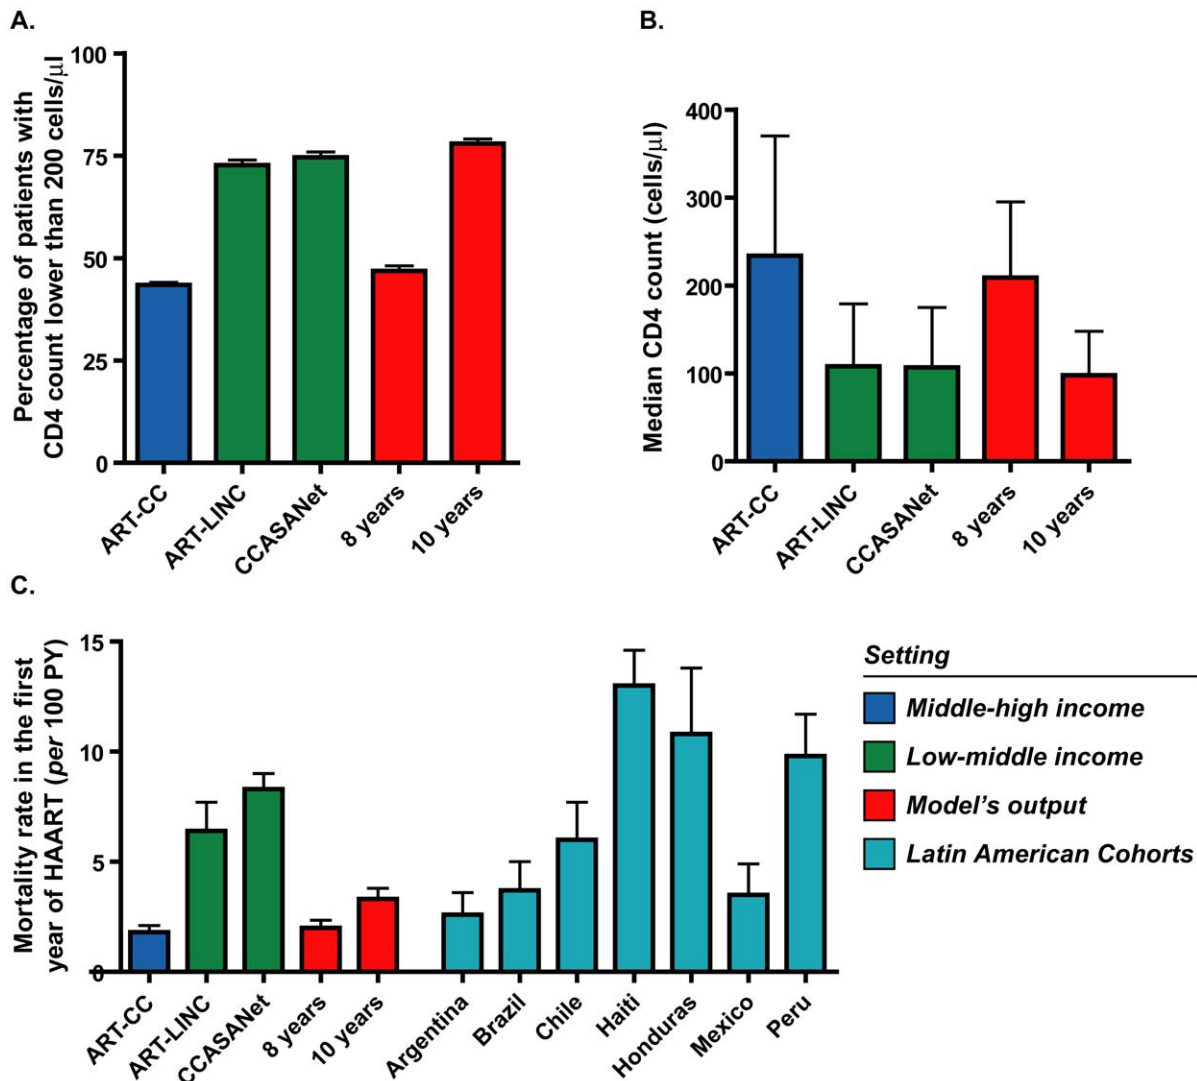 A.
Percentage of patients with
CD4 count lower than 200 cells/μl
100
75
50
25
0
ART-CC
ART-LINC
CCASANet
8 years
10 years
B.
Median CD4 count (cells/μl)
400
300
200
100
0
ART-CC
ART-LINC
CCASANet
8 years
10 years
C.
Mortality rate in the first
year of HAART (per 100 PY)
15
10
5
0
ART-CC
ART-LINC
CCASANet
8 years
10 years
Argentina
Brazil
Chile
Haiti
Honduras
Mexico
Peru
Setting
Middle-high income
Low-middle income
Model's output
Latin American Cohorts